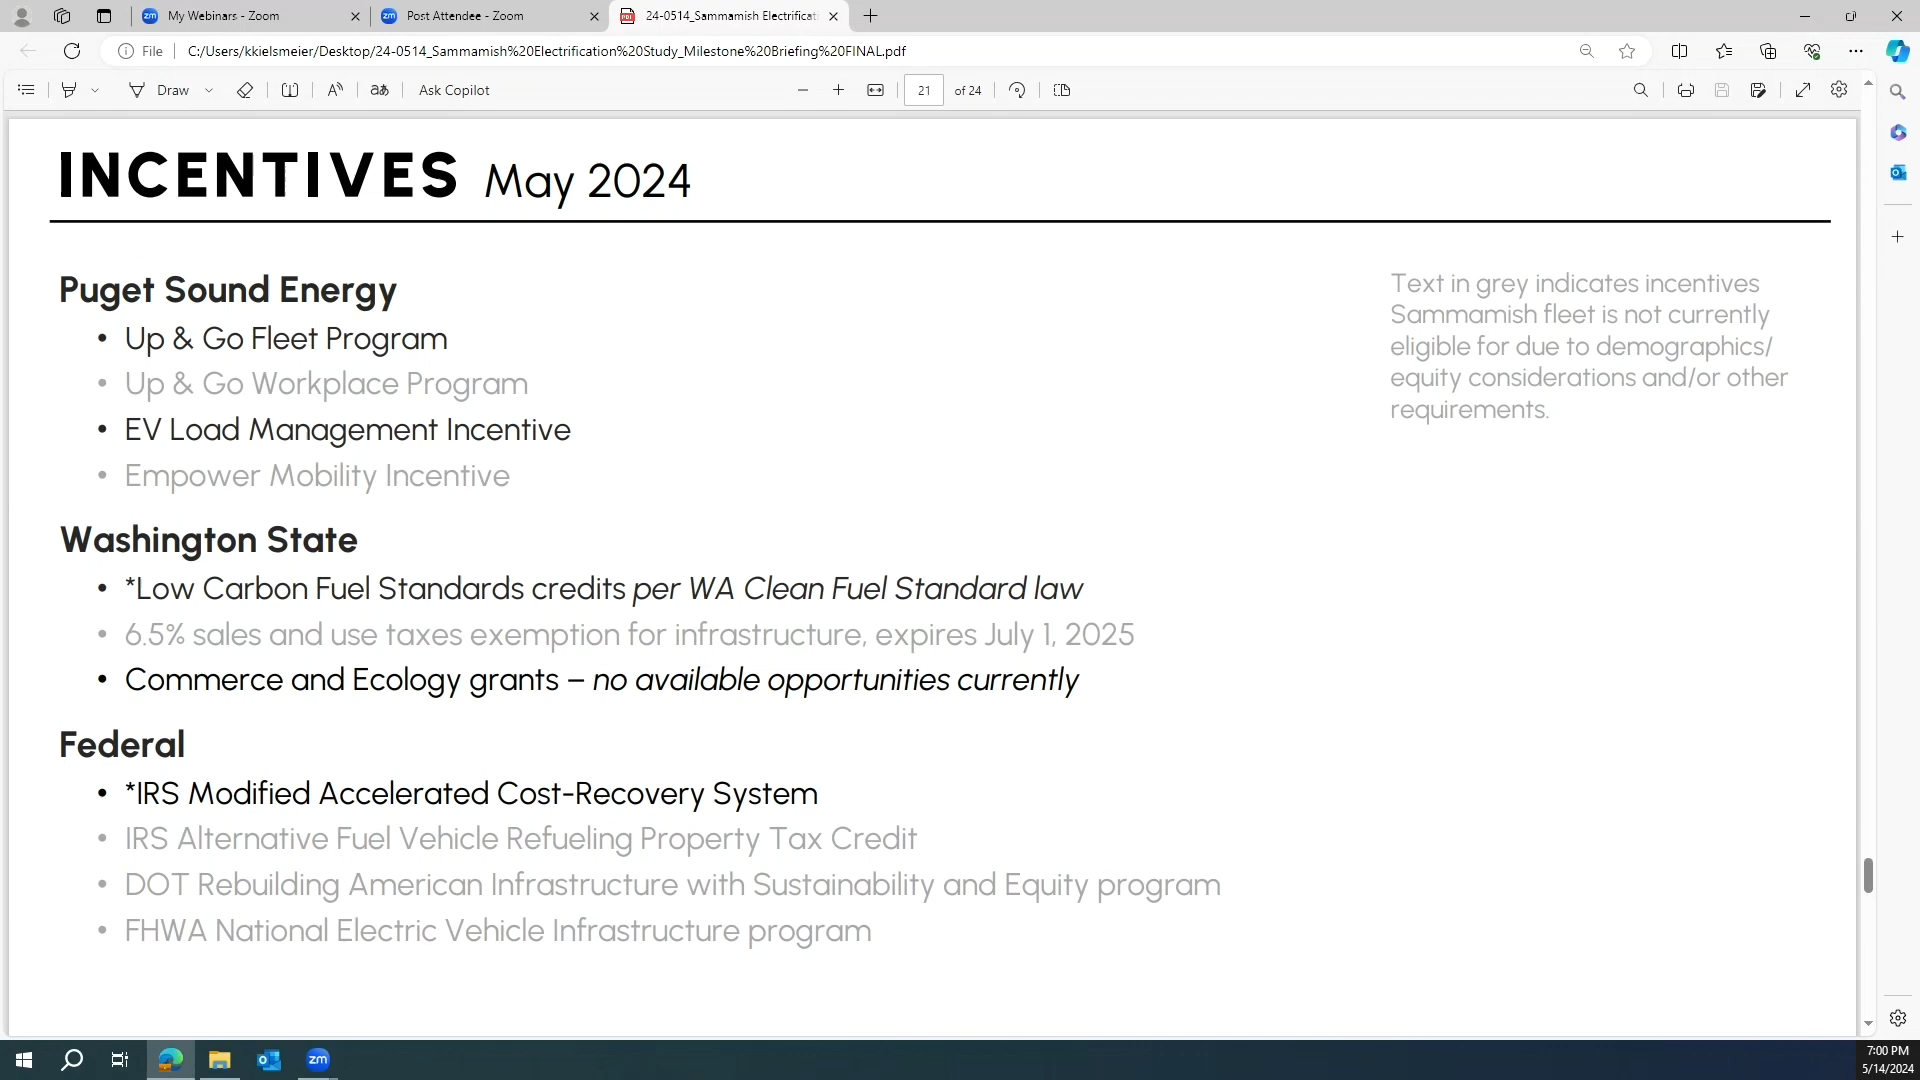 My Webinars - Zoom
Post Attendee - Zoom
24-0514_Sammamish Electrificat
File
C:/Users/kkielsmeier/Desktop/24-0514_Sammamish%20Electrification%20Study_Milestone%20Briefing%20FINAL.pdf
Draw
Ask Copilot
21 of 24
INCENTIVES May 2024
Puget Sound Energy
• Up & Go Fleet Program
• Up & Go Workplace Program
• EV Load Management Incentive
• Empower Mobility Incentive
Text in grey indicates incentives
Sammamish fleet is not currently
eligible for due to demographics/
equity considerations and/or other
requirements.
Washington State
• *Low Carbon Fuel Standards credits per WA Clean Fuel Standard law
• 6.5% sales and use taxes exemption for infrastructure, expires July 1, 2025
• Commerce and Ecology grants – no available opportunities currently
Federal
• *IRS Modified Accelerated Cost-Recovery System
• IRS Alternative Fuel Vehicle Refueling Property Tax Credit
• DOT Rebuilding American Infrastructure with Sustainability and Equity program
• FHWA National Electric Vehicle Infrastructure program
7:00 PM
5/14/2024